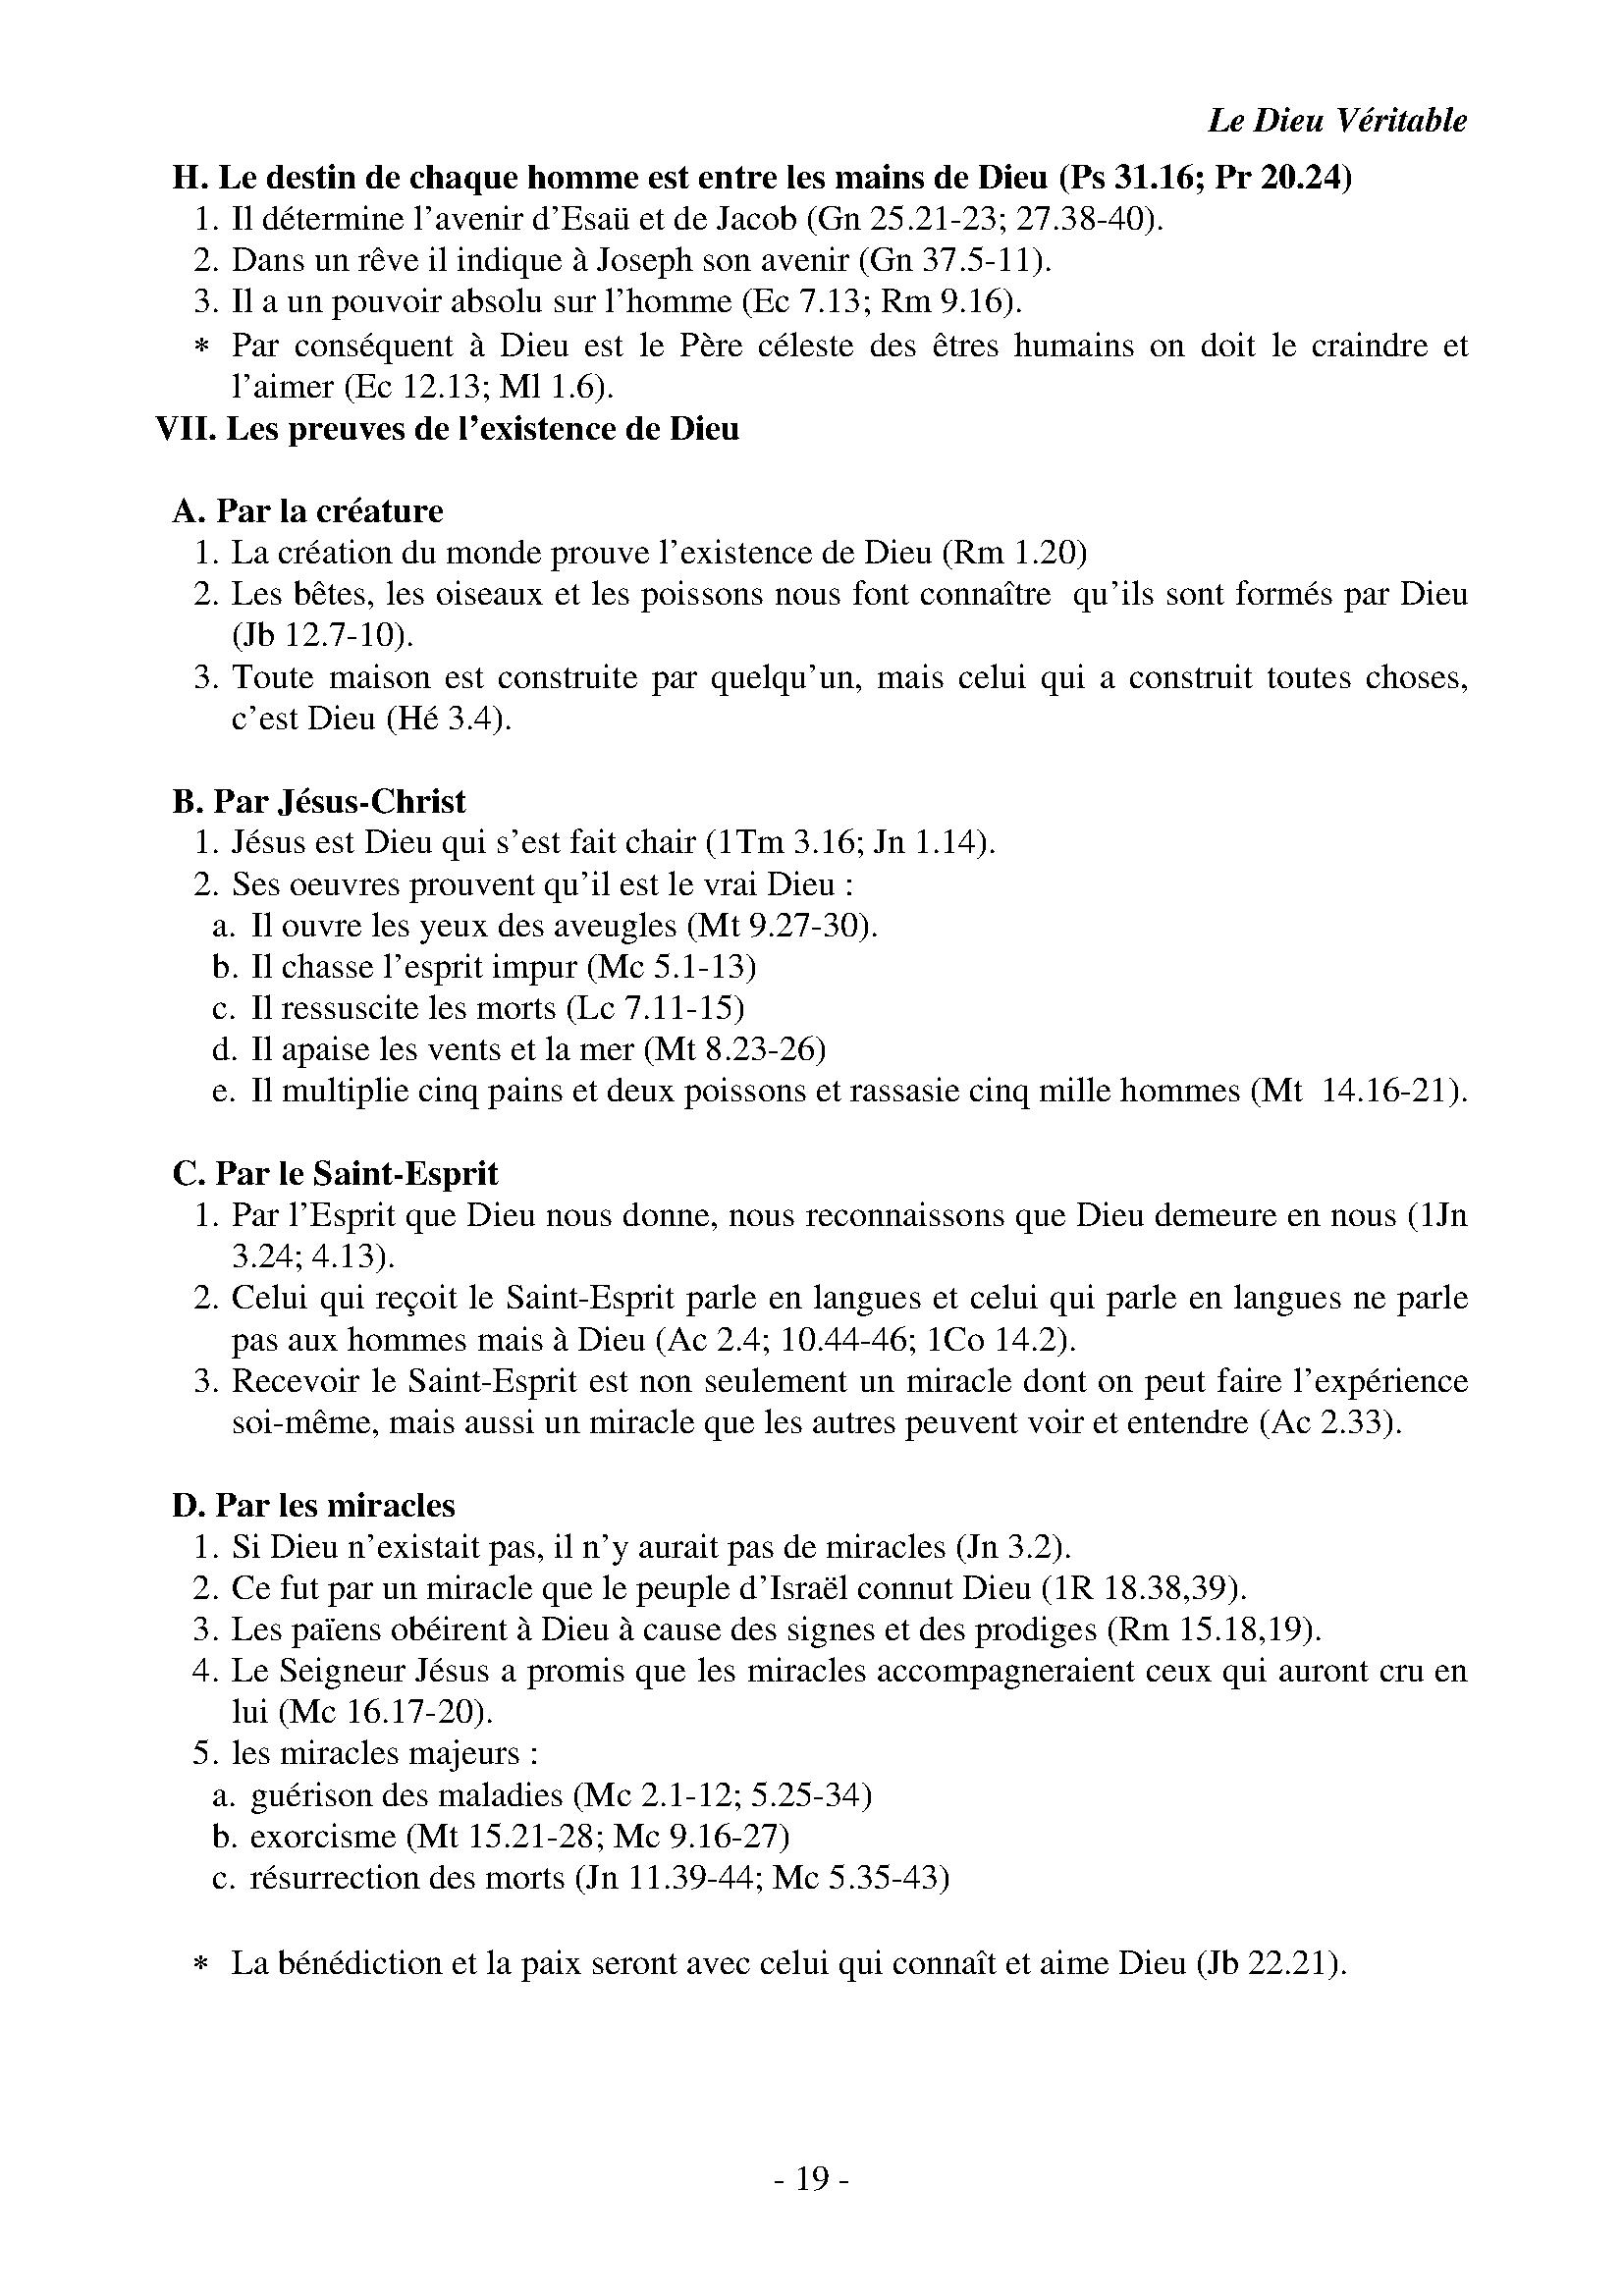 Le Dieu Véritable
H. Le destin de chaque homme est entre les mains de Dieu (Ps 31.16; Pr 20.24)
1. Il détermine l’avenir d’Esaü et de Jacob (Gn 25.21-23; 27.38-40).
2. Dans un rêve il indique à Joseph son avenir (Gn 37.5-11).
3. Il a un pouvoir absolu sur l’homme (Ec 7.13; Rm 9.16).
* Par conséquent à Dieu est le Père céleste des êtres humains on doit le craindre et
l’aimer (Ec 12.13; Ml 1.6).
VII. Les preuves de l’existence de Dieu
A. Par la créature
1. La création du monde prouve l’existence de Dieu (Rm 1.20)
2. Les bêtes, les oiseaux et les poissons nous font connaître qu’ils sont formés par Dieu
(Jb 12.7-10).
3. Toute maison est construite par quelqu’un, mais celui qui a construit toutes choses,
c’est Dieu (Hé 3.4).
B. Par Jésus-Christ
1. Jésus est Dieu qui s’est fait chair (1Tm 3.16; Jn 1.14).
2. Ses oeuvres prouvent qu’il est le vrai Dieu :
a. Il ouvre les yeux des aveugles (Mt 9.27-30).
b. Il chasse l’esprit impur (Mc 5.1-13)
c. Il ressuscite les morts (Lc 7.11-15)
d. Il apaise les vents et la mer (Mt 8.23-26)
e. Il multiplie cinq pains et deux poissons et rassasie cinq mille hommes (Mt 14.16-21).
C. Par le Saint-Esprit
1. Par l’Esprit que Dieu nous donne, nous reconnaissons que Dieu demeure en nous (1Jn
3.24; 4.13).
2. Celui qui reçoit le Saint-Esprit parle en langues et celui qui parle en langues ne parle
pas aux hommes mais à Dieu (Ac 2.4; 10.44-46; 1Co 14.2).
3. Recevoir le Saint-Esprit est non seulement un miracle dont on peut faire l’expérience
soi-même, mais aussi un miracle que les autres peuvent voir et entendre (Ac 2.33).
D. Par les miracles
1. Si Dieu n’existait pas, il n’y aurait pas de miracles (Jn 3.2).
2. Ce fut par un miracle que le peuple d’Israël connut Dieu (1R 18.38,39).
3. Les païens obéirent à Dieu à cause des signes et des prodiges (Rm 15.18,19).
4. Le Seigneur Jésus a promis que les miracles accompagneraient ceux qui auront cru en
lui (Mc 16.17-20).
5. les miracles majeurs :
a. guérison des maladies (Mc 2.1-12; 5.25-34)
b. exorcisme (Mt 15.21-28; Mc 9.16-27)
c. résurrection des morts (Jn 11.39-44; Mc 5.35-43)
* La bénédiction et la paix seront avec celui qui connaît et aime Dieu (Jb 22.21).
- 19 -